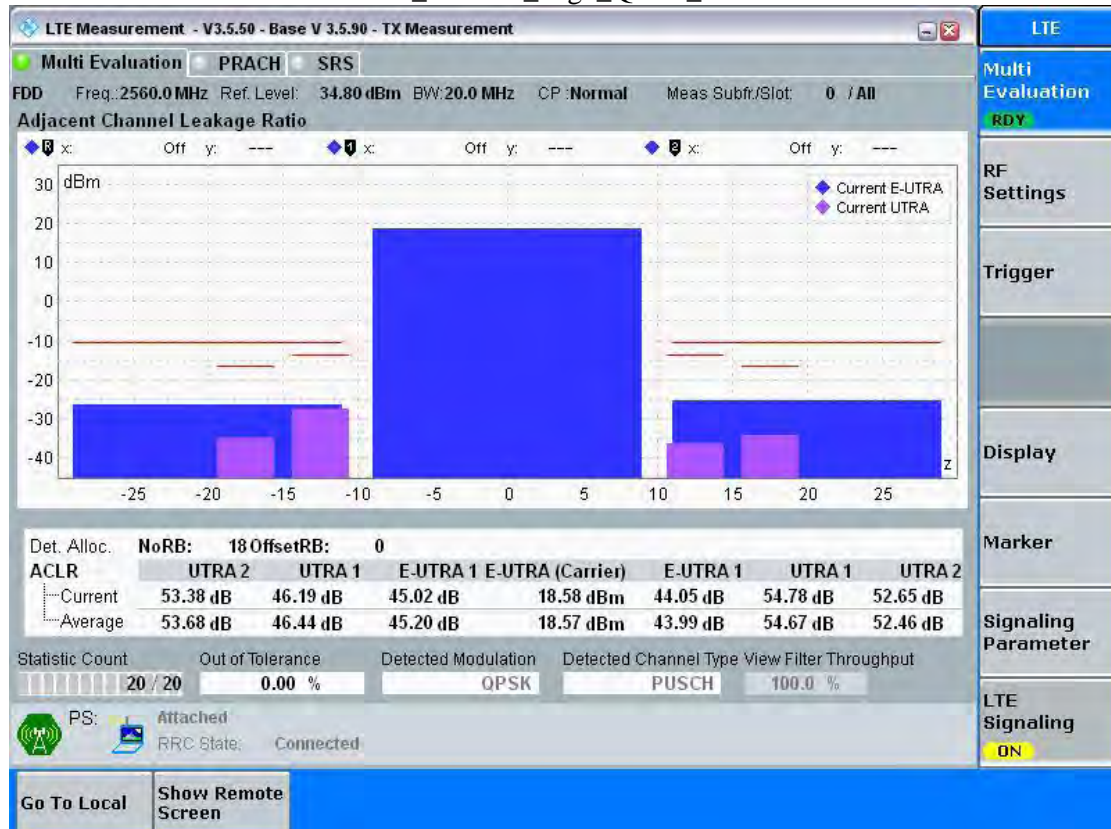 LTE Measurement - V3.5.50 - Base V 3.5.90 - TX Measurement
LTE
Multi Evaluation PRACH SRS
FDD Freq.:2560.0 MHz Ref. Level: 34.80 dBm BW:20.0 MHz CP :Normal Meas Subfr./Slot: 0 / All
Adjacent Channel Leakage Ratio
R x: Off y: --- 1 x: Off y: --- 2 x: Off y: ---
dBm
Current E-UTRA
Current UTRA
30
20
10
0
-10
-20
-30
-40
z
-25 -20 -15 -10 -5 0 5 10 15 20 25
Det. Alloc. NoRB: 18 OffsetRB: 0
ACLR UTRA 2 UTRA 1 E-UTRA 1 E-UTRA (Carrier) E-UTRA 1 UTRA 1 UTRA 2
Current 53.38 dB 46.19 dB 45.02 dB 18.58 dBm 44.05 dB 54.78 dB 52.65 dB
Average 53.68 dB 46.44 dB 45.20 dB 18.57 dBm 43.99 dB 54.67 dB 52.46 dB
Statistic Count Out of Tolerance Detected Modulation Detected Channel Type View Filter Throughput
20 / 20 0.00 % QPSK PUSCH 100.0 %
PS: Attached
RRC State: Connected
Multi Evaluation
RDY
RF Settings
Trigger
Display
Marker
Signaling Parameter
LTE Signaling
ON
Go To Local
Show Remote Screen